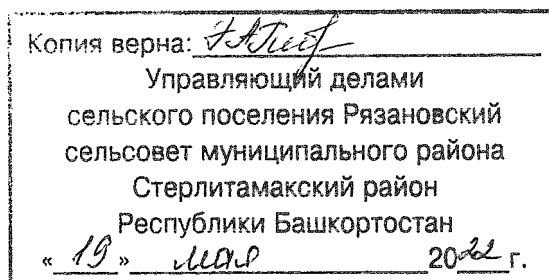 Копия верна:
Управляющий делами
сельского поселения Рязановский
сельсовет муниципального района
Стерлитамакский район
Республики Башкортостан
« 19 » мая 2022 г.